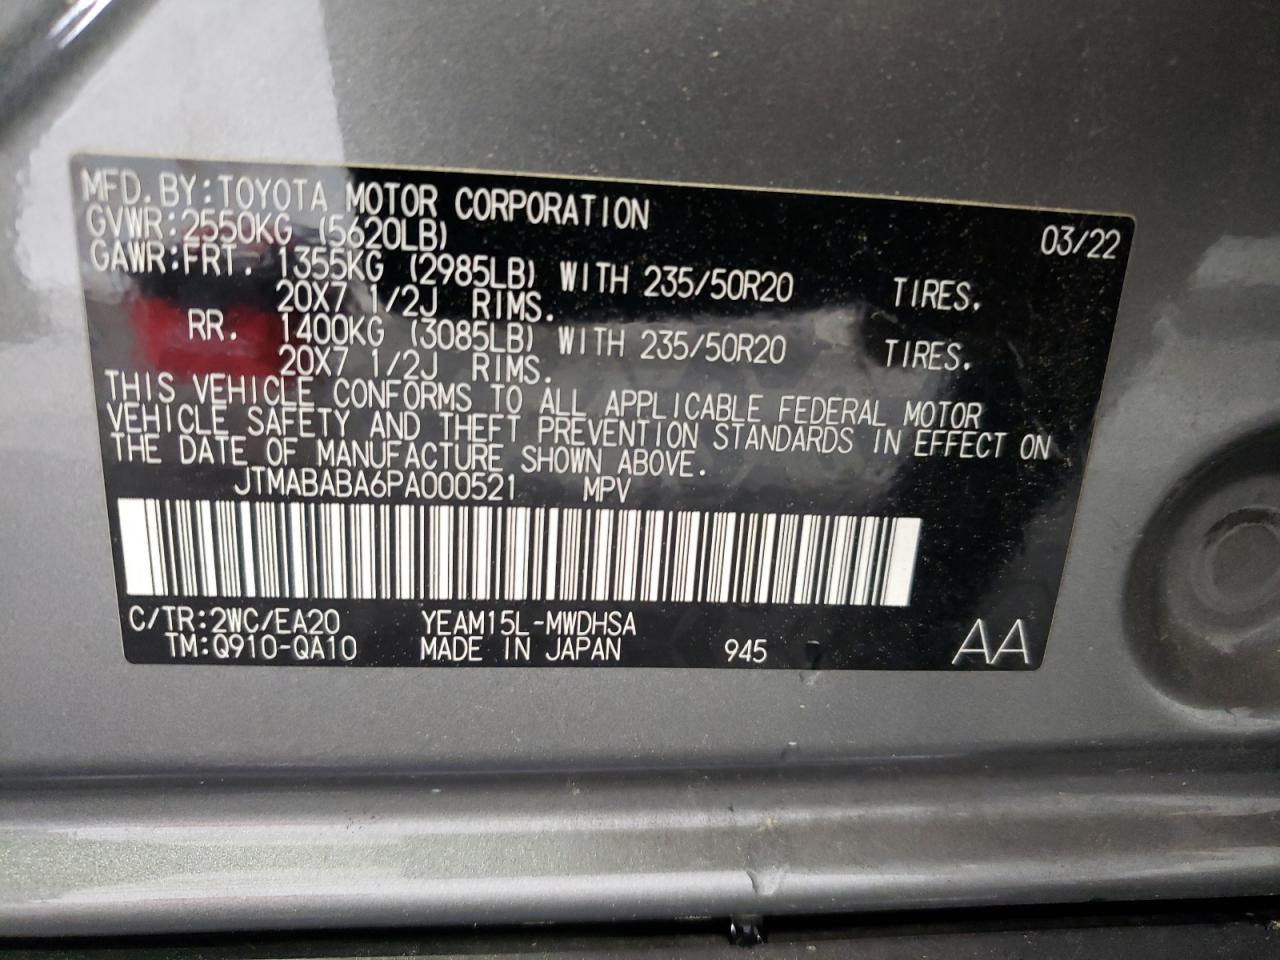 MFD. BY: TOYOTA MOTOR CORPORATION
GVWR: 2550KG (5620LB) 03/22
GAWR: FRT. 1355KG (2985LB) WITH 235/50R20 TIRES.
20X7 1/2J RIMS.
RR. 1400KG (3085LB) WITH 235/50R20 TIRES.
20X7 1/2J RIMS.
THIS VEHICLE CONFORMS TO ALL APPLICABLE FEDERAL MOTOR
VEHICLE SAFETY AND THEFT PREVENTION STANDARDS IN EFFECT ON
THE DATE OF MANUFACTURE SHOWN ABOVE.
JTMABABA6PA000521 MPV
C/TR: 2WC/EA20 YEAM15L-MWDHSA
TM: Q910-QA10 MADE IN JAPAN 945 AA